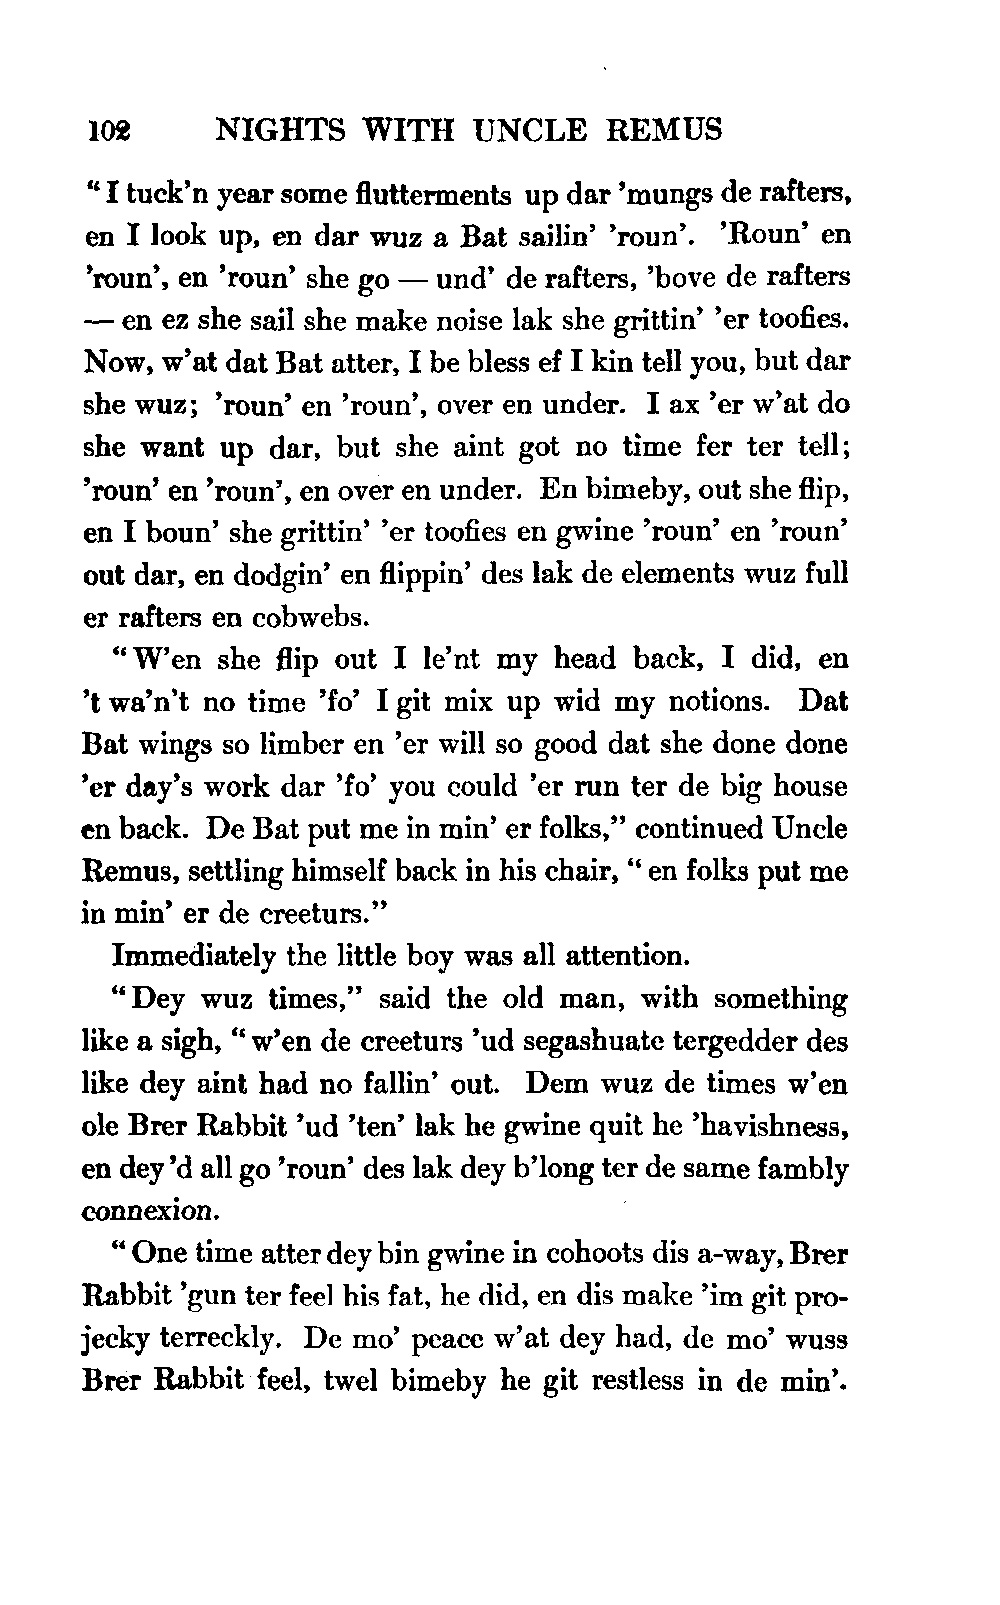 102 NIGHTS WITH UNCLE REMUS
“I tuck’n year some flutterments up dar ’mungs de rafters,
en I look up, en dar wuz a Bat sailin’ ’roun’. ’Roun’ en
’roun’, en ’roun’ she go — und’ de rafters, ’bove de rafters
— en ez she sail she make noise lak she grittin’ ’er toofies.
Now, w’at dat Bat atter, I be bless ef I kin tell you, but dar
she wuz; ’roun’ en ’roun’, over en under. I ax ’er w’at do
she want up dar, but she aint got no time fer ter tell;
’roun’ en ’roun’, en over en under. En bimeby, out she flip,
en I boun’ she grittin’ ’er toofies en gwine ’roun’ en ’roun’
out dar, en dodgin’ en flippin’ des lak de elements wuz full
er rafters en cobwebs.
“W’en she flip out I le’nt my head back, I did, en
’t wa’n’t no time ’fo’ I git mix up wid my notions. Dat
Bat wings so limber en ’er will so good dat she done done
’er day’s work dar ’fo’ you could ’er run ter de big house
en back. De Bat put me in min’ er folks,” continued Uncle
Remus, settling himself back in his chair, “en folks put me
in min’ er de creeturs.”
Immediately the little boy was all attention.
“Dey wuz times,” said the old man, with something
like a sigh, “w’en de creeturs ’ud segashuate tergedder des
like dey aint had no fallin’ out. Dem wuz de times w’en
ole Brer Rabbit ’ud ’ten’ lak he gwine quit he ’havishness,
en dey ’d all go ’roun’ des lak dey b’long ter de same fambly
connexion.
“One time atter dey bin gwine in cohoots dis a-way, Brer
Rabbit ’gun ter feel his fat, he did, en dis make ’im git pro-
jecky terreckly. De mo’ peace w’at dey had, de mo’ wuss
Brer Rabbit feel, twel bimeby he git restless in de min’.